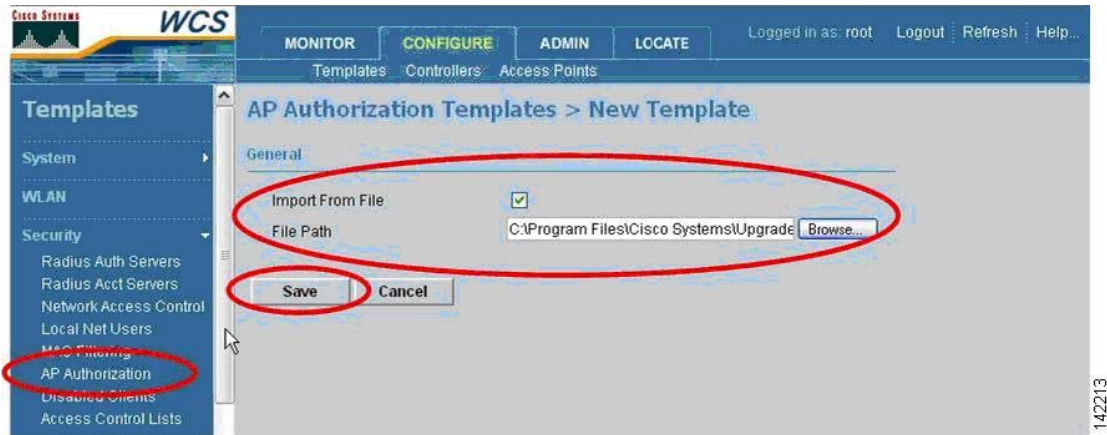 CISCO SYSTEMS
WCS
MONITOR CONFIGURE ADMIN LOCATE
Logged in as: root Logout Refresh Help...
Templates Controllers Access Points
Templates
System
WLAN
Security
Radius Auth Servers
Radius Acct Servers
Network Access Control
Local Net Users
MAC Filtering
AP Authorization
Disabled Clients
Access Control Lists
AP Authorization Templates > New Template
General
Import From File
File Path C:\Program Files\Cisco Systems\Upgrade Browse...
Save Cancel
142213